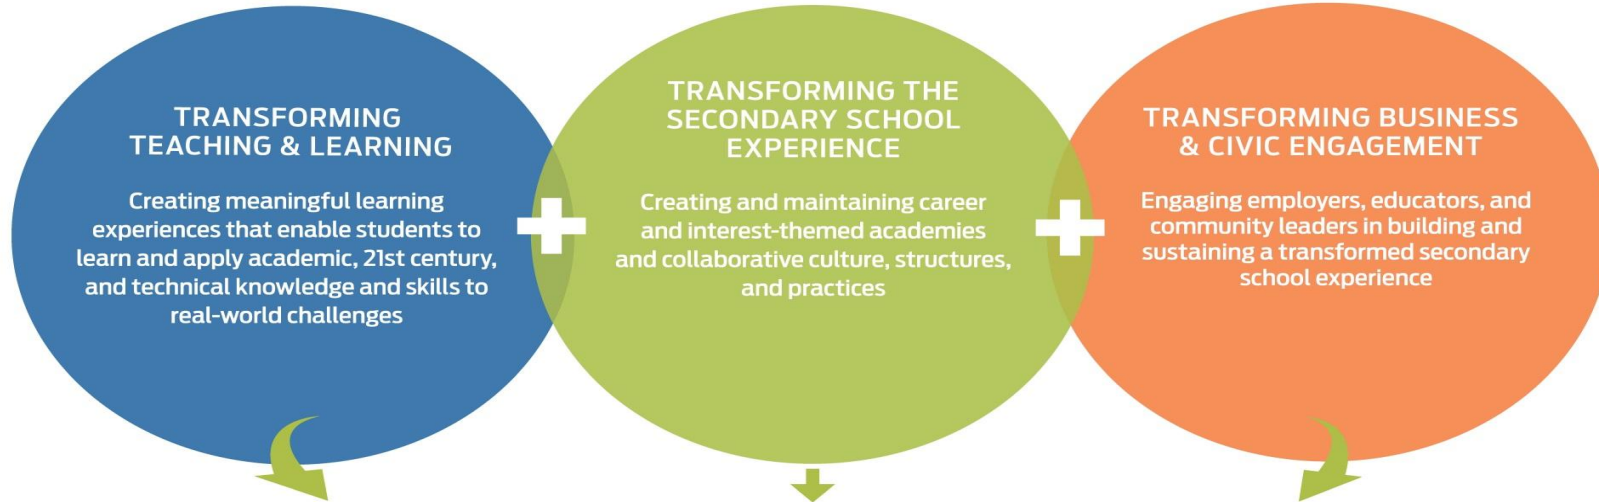 TRANSFORMING
TEACHING & LEARNING
Creating meaningful learning
experiences that enable students to
learn and apply academic, 21st century,
and technical knowledge and skills to
real-world challenges
TRANSFORMING THE
SECONDARY SCHOOL
EXPERIENCE
Creating and maintaining career
and interest-themed academies
and collaborative culture, structures,
and practices
TRANSFORMING BUSINESS
& CIVIC ENGAGEMENT
Engaging employers, educators, and
community leaders in building and
sustaining a transformed secondary
school experience